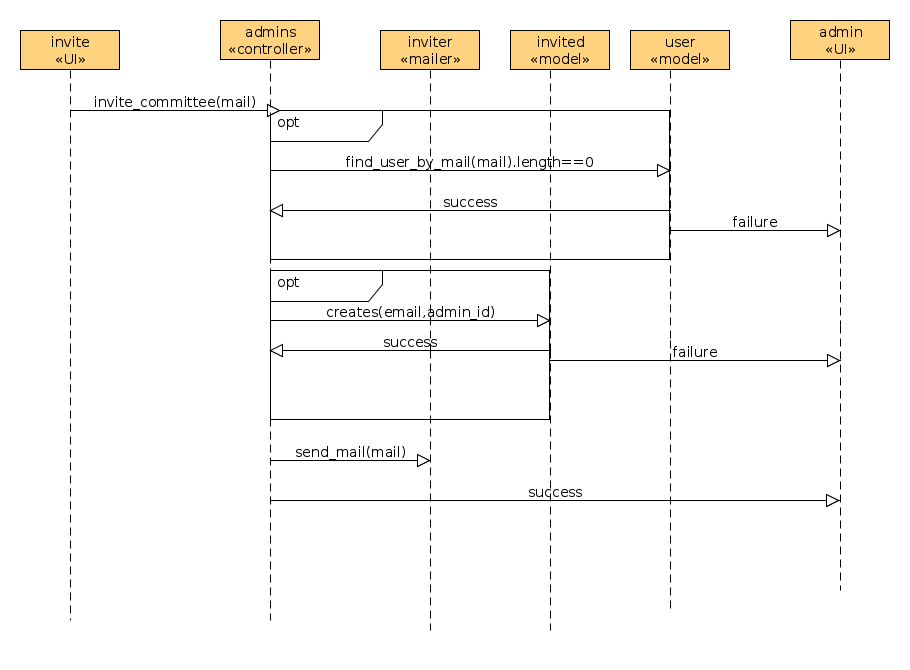 invite
«UI»
admins
«controller»
inviter
«mailer»
invited
«model»
user
«model»
admin
«UI»
invite_committee(mail)
opt
find_user_by_mail(mail).length==0
success
failure
opt
creates(email,admin_id)
success
failure
send_mail(mail)
success